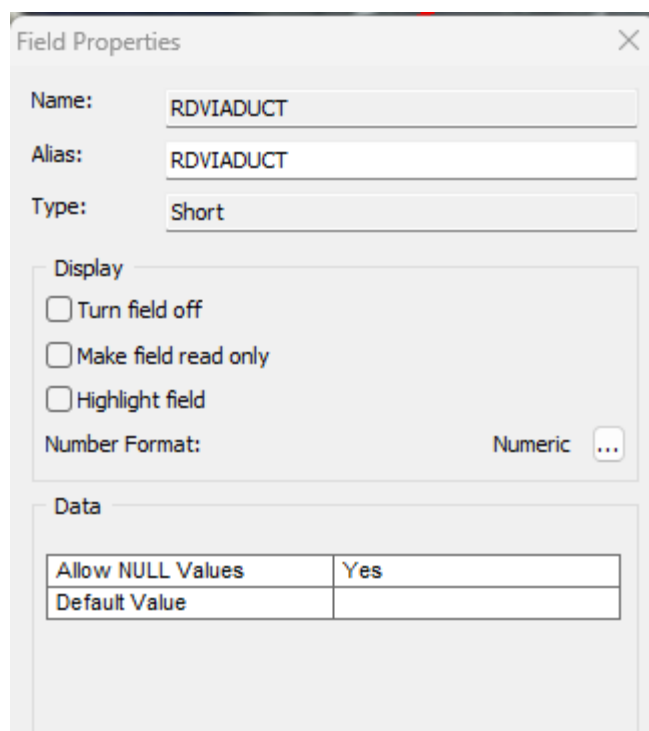 Field Properties
Name: RDVIADUCT
Alias: RDVIADUCT
Type: Short
Display
Turn field off
Make field read only
Highlight field
Number Format: Numeric ...
Data
Allow NULL Values Yes
Default Value